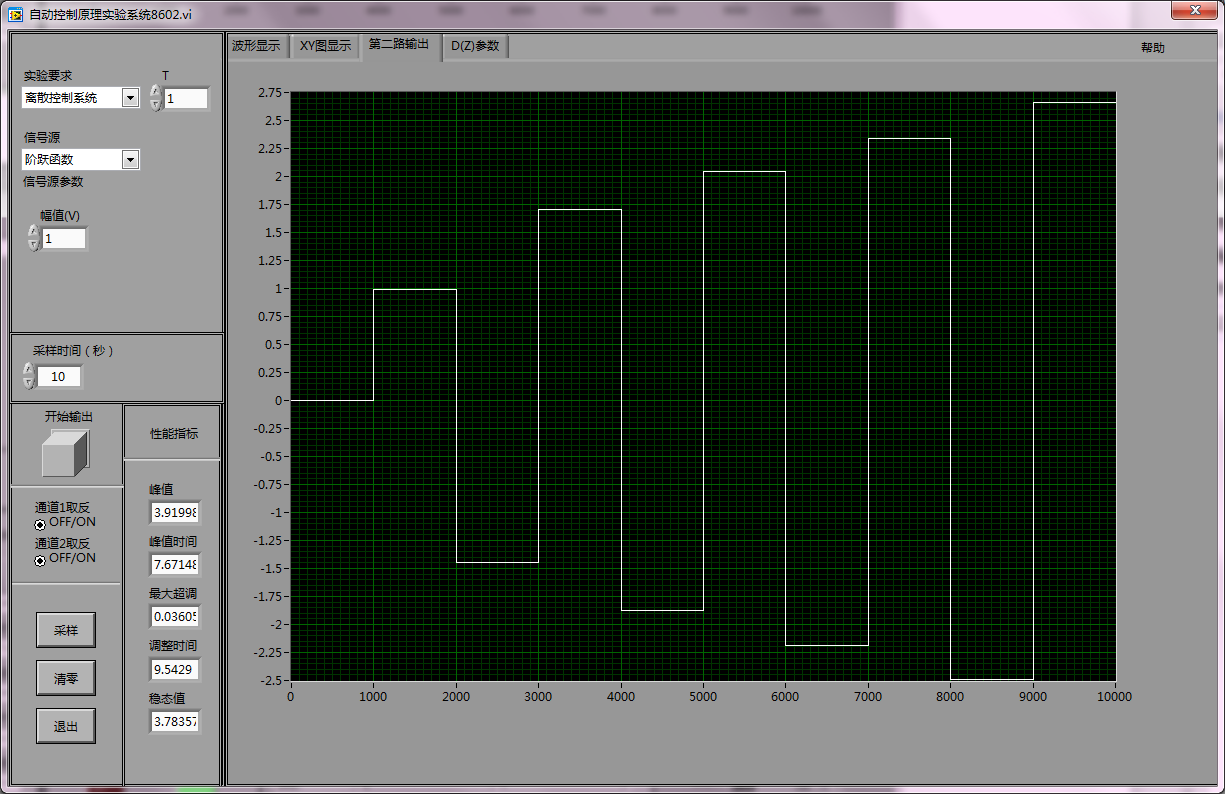 自动控制原理实验系统8602.vi
波形显示 XY图显示 第二路输出 D(Z)参数 帮助
实验要求 T
离散控制系统 1
信号源
阶跃函数
信号源参数
幅值(V)
1
采样时间（秒）
10
开始输出
通道1取反
OFF/ON
通道2取反
OFF/ON
采样
清零
退出
性能指标
峰值
3.91998
峰值时间
7.67148
最大超调
0.03605
调整时间
9.5429
稳态值
3.78357
2.75
2.5
2.25
2
1.75
1.5
1.25
1
0.75
0.5
0.25
0
-0.25
-0.5
-0.75
-1
-1.25
-1.5
-1.75
-2
-2.25
-2.5
0 1000 2000 3000 4000 5000 6000 7000 8000 9000 10000